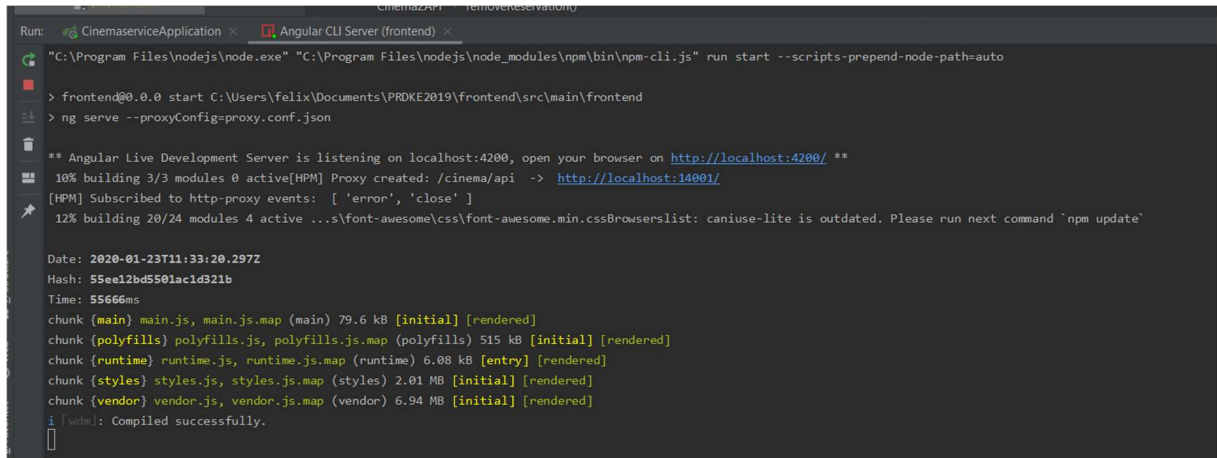 Cinema2API removeReservation()
Run: CinemaserviceApplication × Angular CLI Server (frontend) ×
"C:\Program Files\nodejs\node.exe" "C:\Program Files\nodejs\node_modules\npm\bin\npm-cli.js" run start --scripts-prepend-node-path=auto
> frontend@0.0.0 start C:\Users\felix\Documents\PRDKE2019\frontend\src\main\frontend
> ng serve --proxyConfig=proxy.conf.json
** Angular Live Development Server is listening on localhost:4200, open your browser on http://localhost:4200/ **
10% building 3/3 modules 0 active[HPM] Proxy created: /cinema/api -> http://localhost:14001/
[HPM] Subscribed to http-proxy events: [ 'error', 'close' ]
12% building 20/24 modules 4 active ...s\font-awesome\css\font-awesome.min.cssBrowserslist: caniuse-lite is outdated. Please run next command `npm update`
Date: 2020-01-23T11:33:20.297Z
Hash: 55ee12bd5501ac1d321b
Time: 55666ms
chunk {main} main.js, main.js.map (main) 79.6 kB [initial] [rendered]
chunk {polyfills} polyfills.js, polyfills.js.map (polyfills) 515 kB [initial] [rendered]
chunk {runtime} runtime.js, runtime.js.map (runtime) 6.08 kB [entry] [rendered]
chunk {styles} styles.js, styles.js.map (styles) 2.01 MB [initial] [rendered]
chunk {vendor} vendor.js, vendor.js.map (vendor) 6.94 MB [initial] [rendered]
i ｢wdm｣: Compiled successfully.